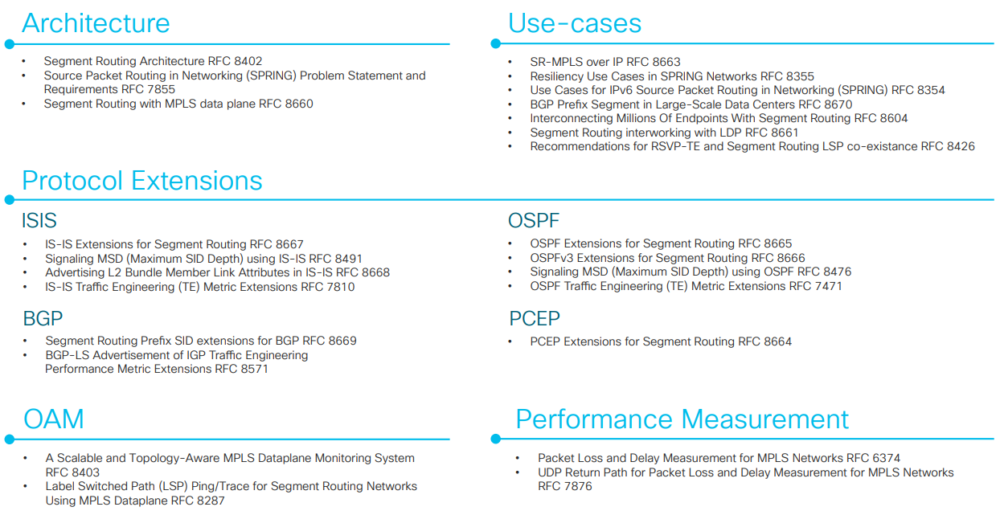 Architecture
• Segment Routing Architecture RFC 8402
• Source Packet Routing in Networking (SPRING) Problem Statement and
Requirements RFC 7855
• Segment Routing with MPLS data plane RFC 8660
Use-cases
• SR-MPLS over IP RFC 8663
• Resiliency Use Cases in SPRING Networks RFC 8355
• Use Cases for IPv6 Source Packet Routing in Networking (SPRING) RFC 8354
• BGP Prefix Segment in Large-Scale Data Centers RFC 8670
• Interconnecting Millions Of Endpoints With Segment Routing RFC 8604
• Segment Routing interworking with LDP RFC 8661
• Recommendations for RSVP-TE and Segment Routing LSP co-existance RFC 8426
Protocol Extensions
ISIS
• IS-IS Extensions for Segment Routing RFC 8667
• Signaling MSD (Maximum SID Depth) using IS-IS RFC 8491
• Advertising L2 Bundle Member Link Attributes in IS-IS RFC 8668
• IS-IS Traffic Engineering (TE) Metric Extensions RFC 7810
OSPF
• OSPF Extensions for Segment Routing RFC 8665
• OSPFv3 Extensions for Segment Routing RFC 8666
• Signaling MSD (Maximum SID Depth) using OSPF RFC 8476
• OSPF Traffic Engineering (TE) Metric Extensions RFC 7471
BGP
• Segment Routing Prefix SID extensions for BGP RFC 8669
• BGP-LS Advertisement of IGP Traffic Engineering
Performance Metric Extensions RFC 8571
PCEP
• PCEP Extensions for Segment Routing RFC 8664
OAM
• A Scalable and Topology-Aware MPLS Dataplane Monitoring System
RFC 8403
• Label Switched Path (LSP) Ping/Trace for Segment Routing Networks
Using MPLS Dataplane RFC 8287
Performance Measurement
• Packet Loss and Delay Measurement for MPLS Networks RFC 6374
• UDP Return Path for Packet Loss and Delay Measurement for MPLS Networks
RFC 7876